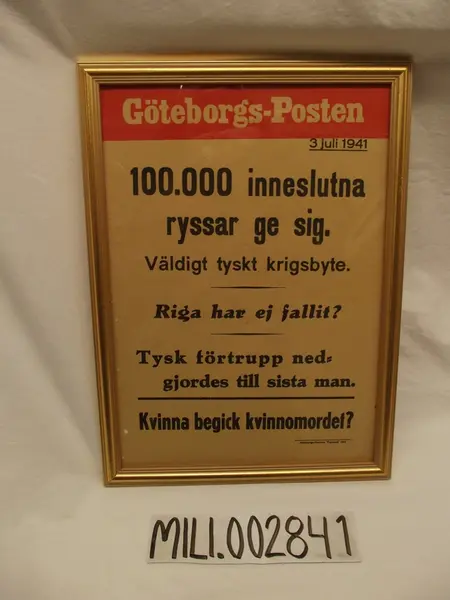 Göteborgs-Posten
3 juli 1941
100.000 inneslutna
ryssar ge sig.
Väldigt tyskt krigsbyte.
Riga har ej fallit?
Tysk förtrupp ned-
gjordes till sista man.
Kvinna begick kvinnomordet?
MILI.002841